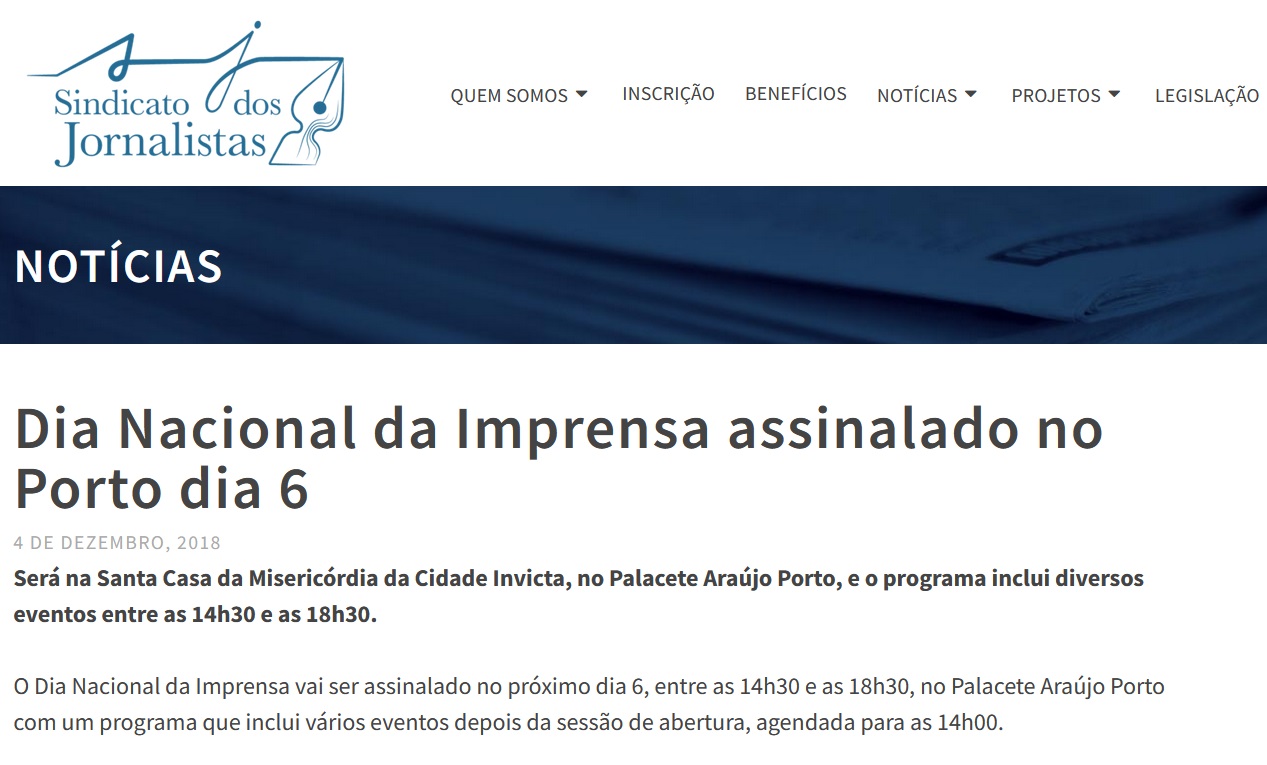 Sindicato dos
Jornalistas
QUEM SOMOS
INSCRIÇÃO
BENEFÍCIOS
NOTÍCIAS
PROJETOS
LEGISLAÇÃO
NOTÍCIAS
Dia Nacional da Imprensa assinalado no
Porto dia 6
4 DE DEZEMBRO, 2018
Será na Santa Casa da Misericórdia da Cidade Invicta, no Palacete Araújo Porto, e o programa inclui diversos
eventos entre as 14h30 e as 18h30.
O Dia Nacional da Imprensa vai ser assinalado no próximo dia 6, entre as 14h30 e as 18h30, no Palacete Araújo Porto
com um programa que inclui vários eventos depois da sessão de abertura, agendada para as 14h00.